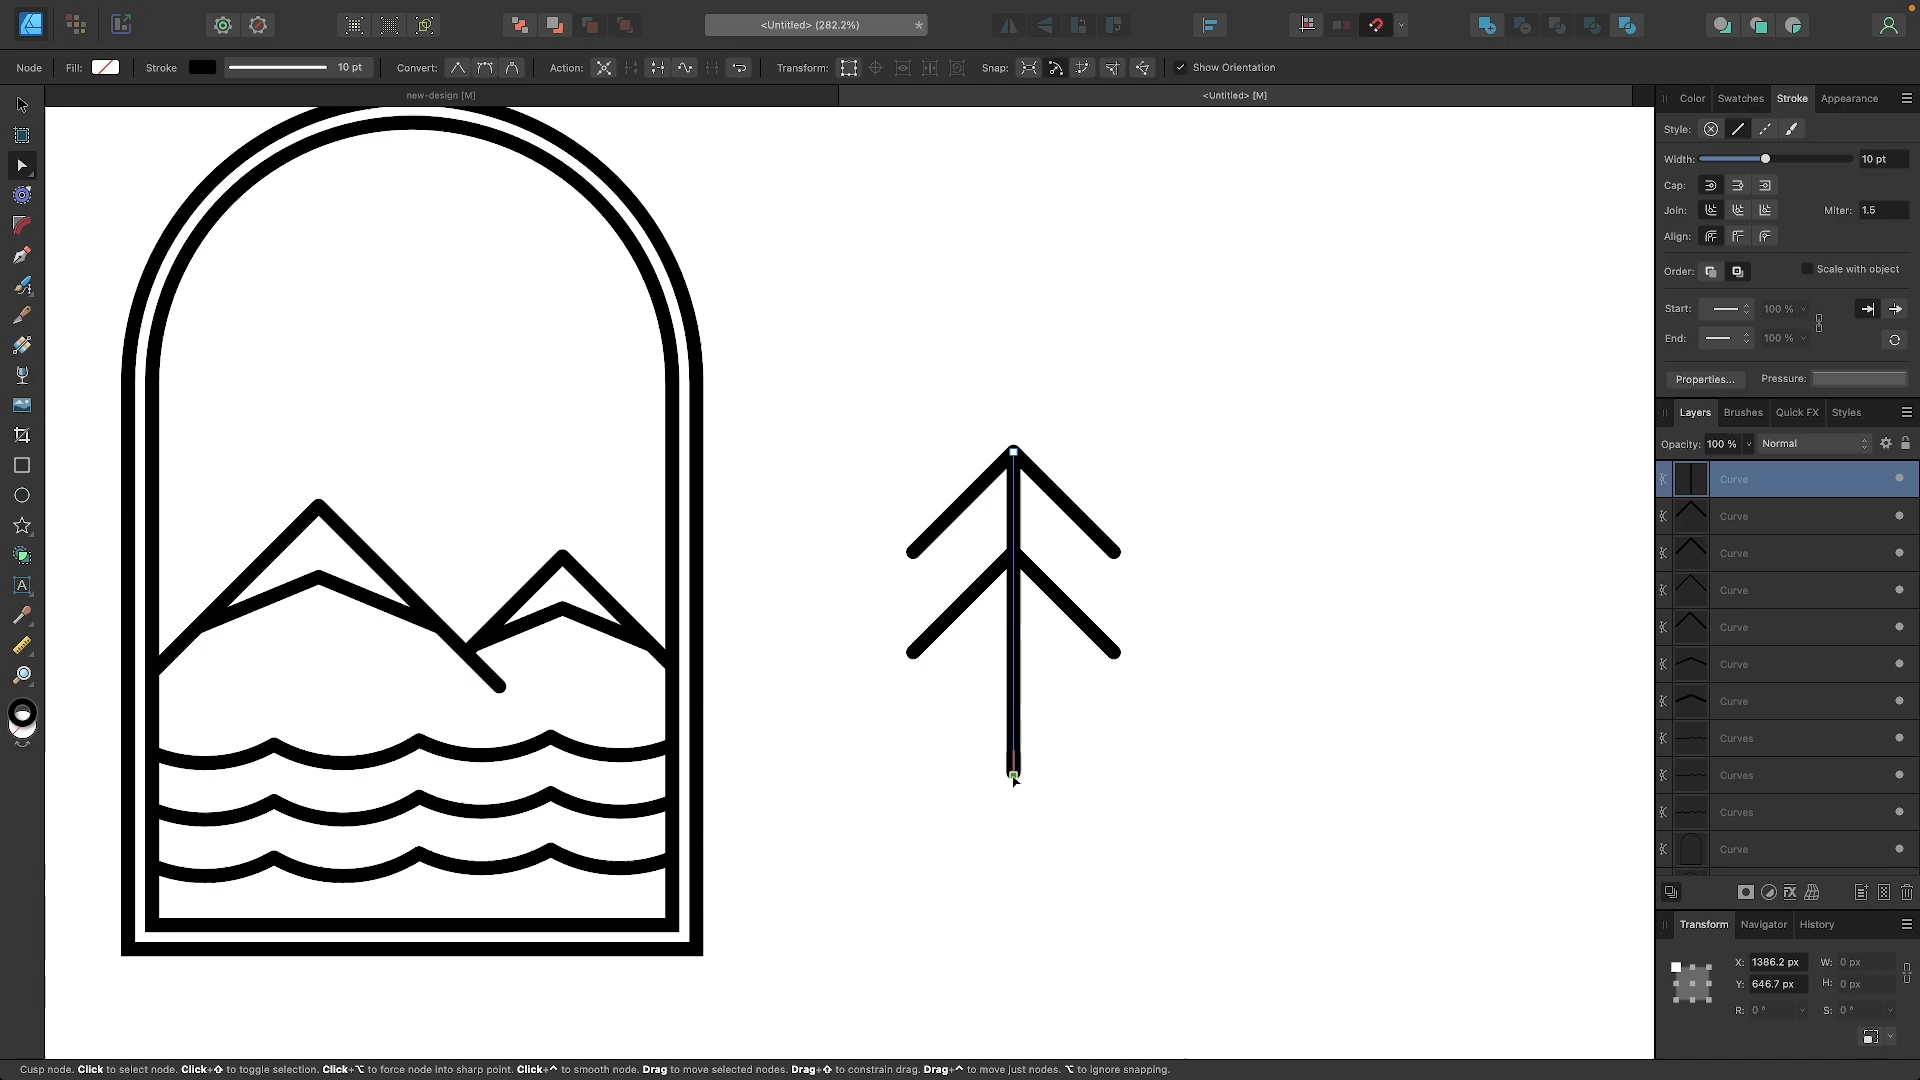 <Untitled> (282.2%)
*
Node
Fill:
Stroke
10 pt
Convert:
Action:
Transform:
Snap:
Show Orientation
new-design [M]
<Untitled> [M]
Color
Swatches
Stroke
Appearance
Style:
Width:
10 pt
Cap:
Join:
Miter:
1.5
Align:
Order:
Scale with object
Start:
100 %
End:
100 %
Properties...
Pressure:
Layers
Brushes
Quick FX
Styles
Opacity:
100 %
Normal
Curve
Curve
Curve
Curve
Curve
Curve
Curve
Curves
Curves
Curves
Curve
FX
Transform
Navigator
History
X: 1386.2 px
W: 0 px
Y: 646.7 px
H: 0 px
R: 0 °
S: 0 °
A
Cusp node. Click to select node. Click+⇧ to toggle selection. Click+⌥ to force node into sharp point. Click+^ to smooth node. Drag to move selected nodes. Drag+⇧ to constrain drag. Drag+^ to move just nodes. ⌥ to ignore snapping.